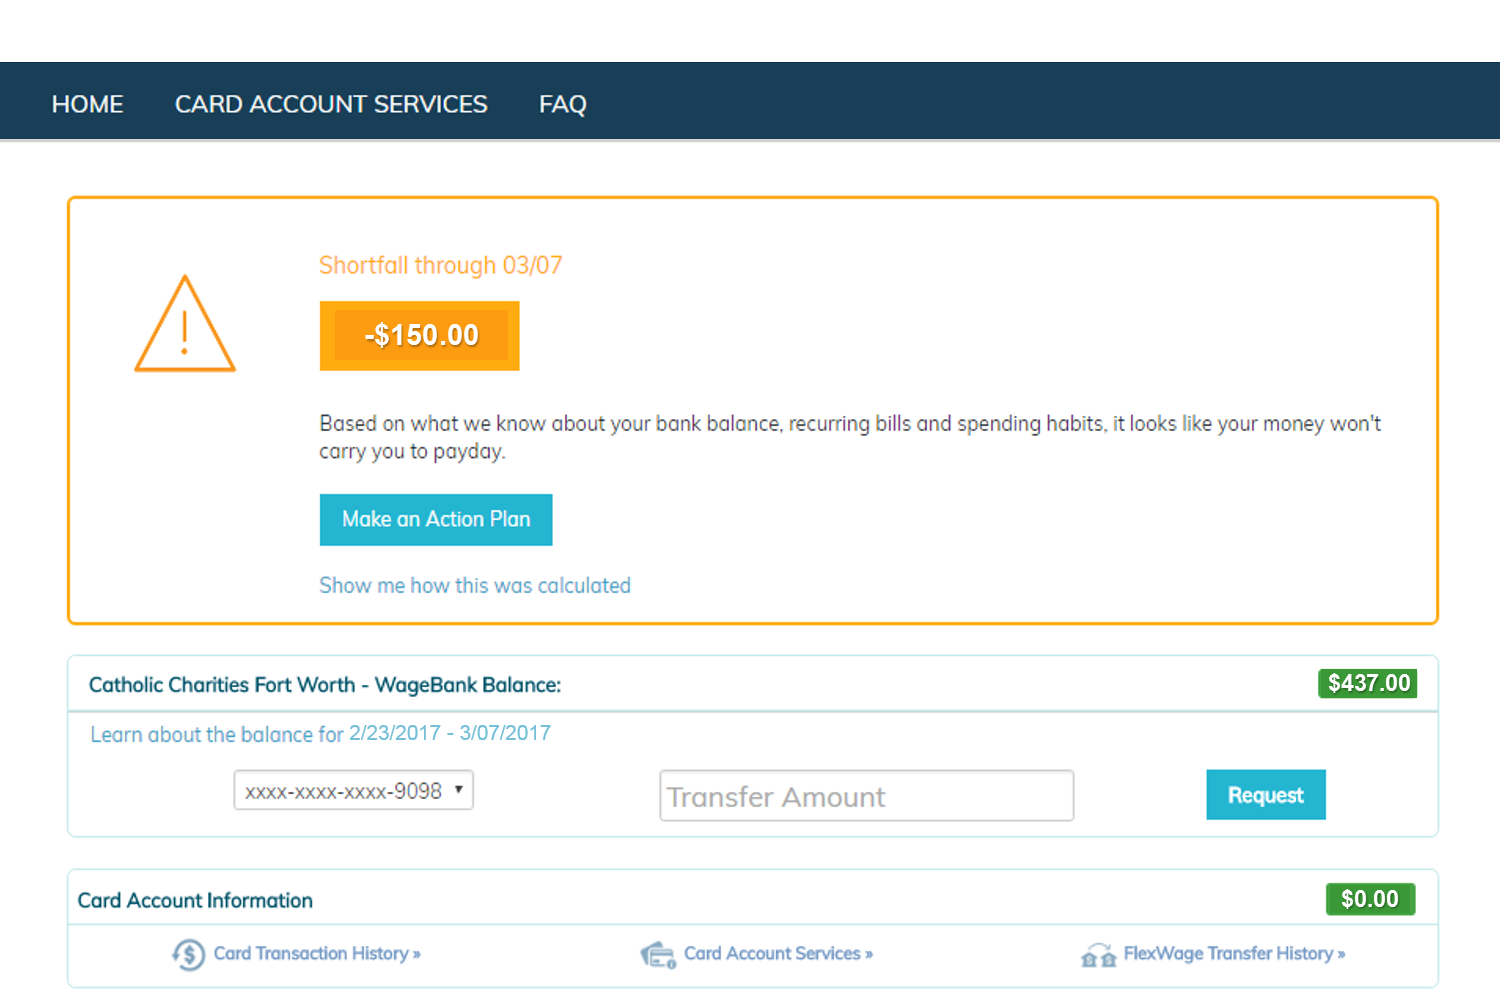 HOME CARD ACCOUNT SERVICES FAQ
Shortfall through 03/07
-$150.00
Based on what we know about your bank balance, recurring bills and spending habits, it looks like your money won't
carry you to payday.
Make an Action Plan
Show me how this was calculated
Catholic Charities Fort Worth - WageBank Balance: $437.00
Learn about the balance for 2/23/2017 - 3/07/2017
xxxx-xxxx-xxxx-9098 Transfer Amount Request
Card Account Information $0.00
Card Transaction History » Card Account Services » FlexWage Transfer History »